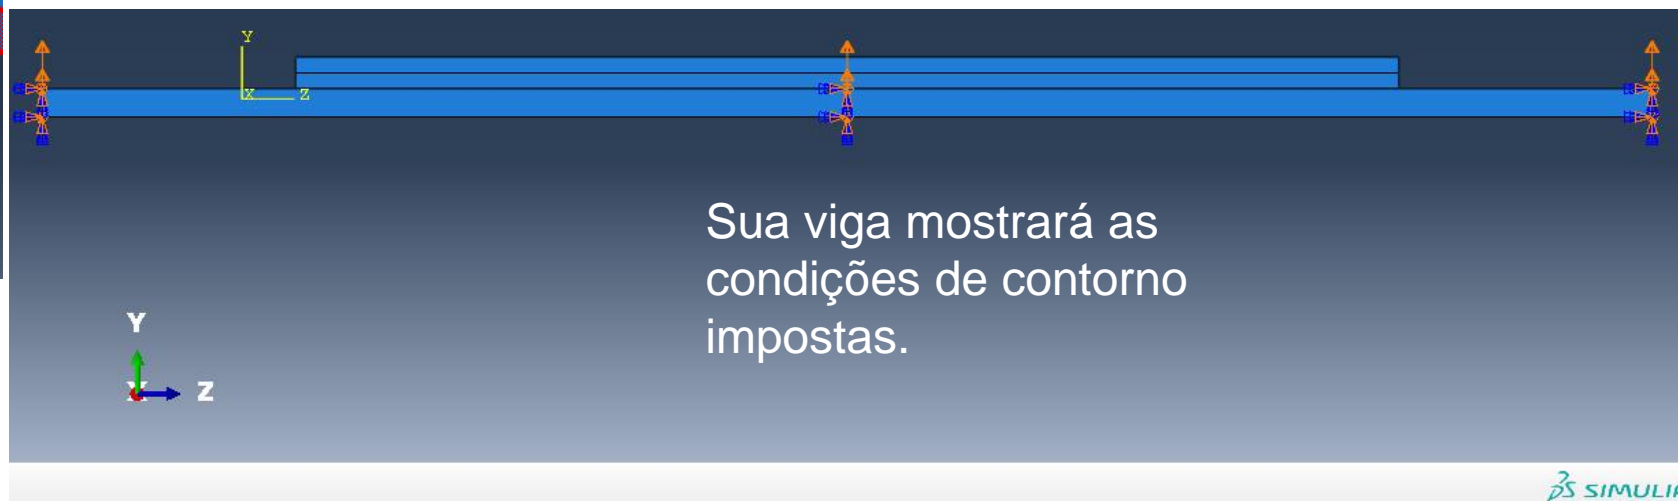 Y
X
Z
Sua viga mostrará as
condições de contorno
impostas.
Y
X
Z
SIMULI